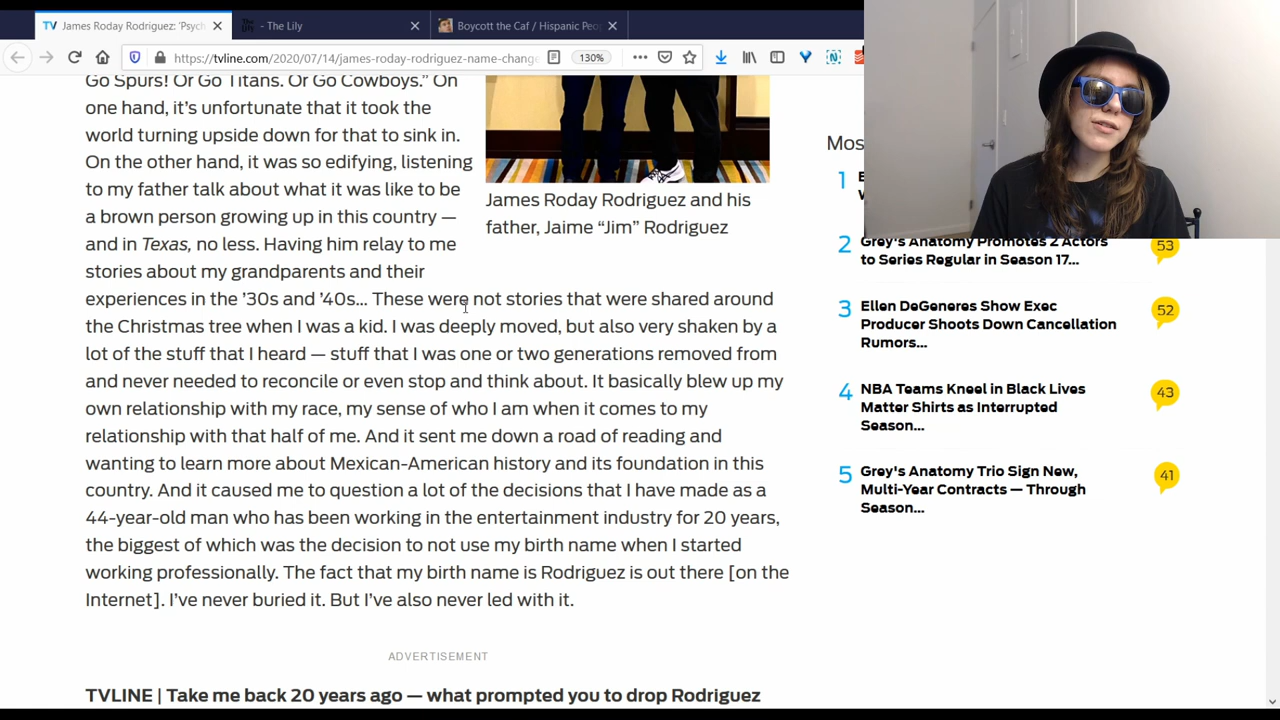 James Roday Rodriguez: 'Psych
- The Lily
Boycott the Caf / Hispanic Peo
https://tvline.com/2020/07/14/james-roday-rodriguez-name-change
130%
Go Spurs! Or Go Titans. Or Go Cowboys." On
one hand, it's unfortunate that it took the
world turning upside down for that to sink in.
On the other hand, it was so edifying, listening
to my father talk about what it was like to be
a brown person growing up in this country —
and in Texas, no less. Having him relay to me
stories about my grandparents and their
experiences in the '30s and '40s... These were not stories that were shared around
the Christmas tree when I was a kid. I was deeply moved, but also very shaken by a
lot of the stuff that I heard — stuff that I was one or two generations removed from
and never needed to reconcile or even stop and think about. It basically blew up my
own relationship with my race, my sense of who I am when it comes to my
relationship with that half of me. And it sent me down a road of reading and
wanting to learn more about Mexican-American history and its foundation in this
country. And it caused me to question a lot of the decisions that I have made as a
44-year-old man who has been working in the entertainment industry for 20 years,
the biggest of which was the decision to not use my birth name when I started
working professionally. The fact that my birth name is Rodriguez is out there [on the
Internet]. I've never buried it. But I've also never led with it.
James Roday Rodriguez and his
father, Jaime "Jim" Rodriguez
ADVERTISEMENT
TVLINE | Take me back 20 years ago — what prompted you to drop Rodriguez
Mos
1
2 Grey's Anatomy Promotes 2 Actors
to Series Regular in Season 17...
53
3 Ellen DeGeneres Show Exec
Producer Shoots Down Cancellation
Rumors...
52
4 NBA Teams Kneel in Black Lives
Matter Shirts as Interrupted
Season...
43
5 Grey's Anatomy Trio Sign New,
Multi-Year Contracts — Through
Season...
41